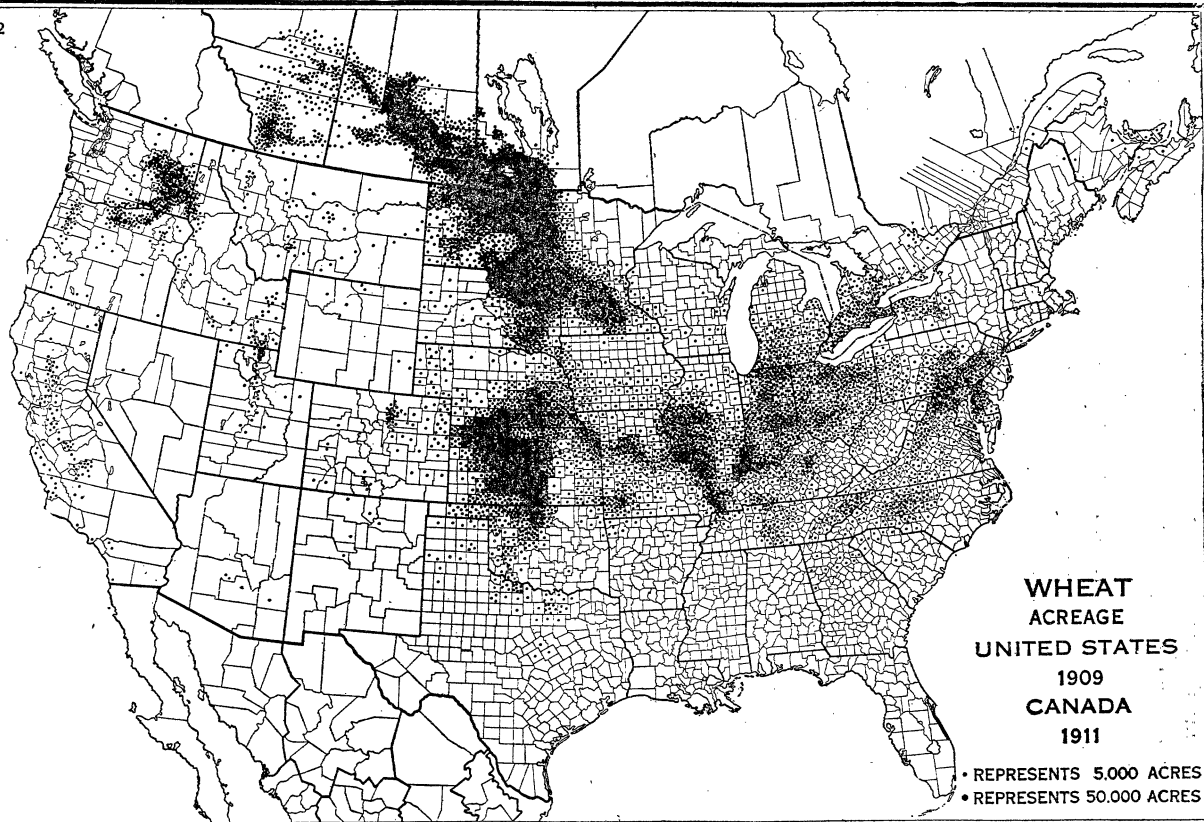 2
WHEAT
ACREAGE
UNITED STATES
1909
CANADA
1911
• REPRESENTS 5,000 ACRES
• REPRESENTS 50.000 ACRES